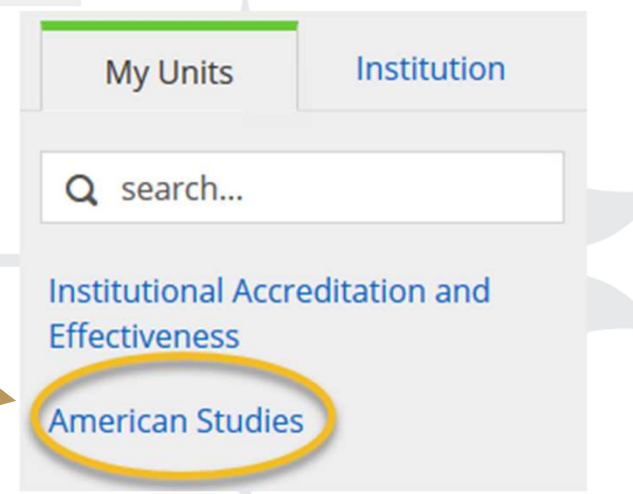 My Units
Institution
search...
Institutional Accreditation and
Effectiveness
American Studies